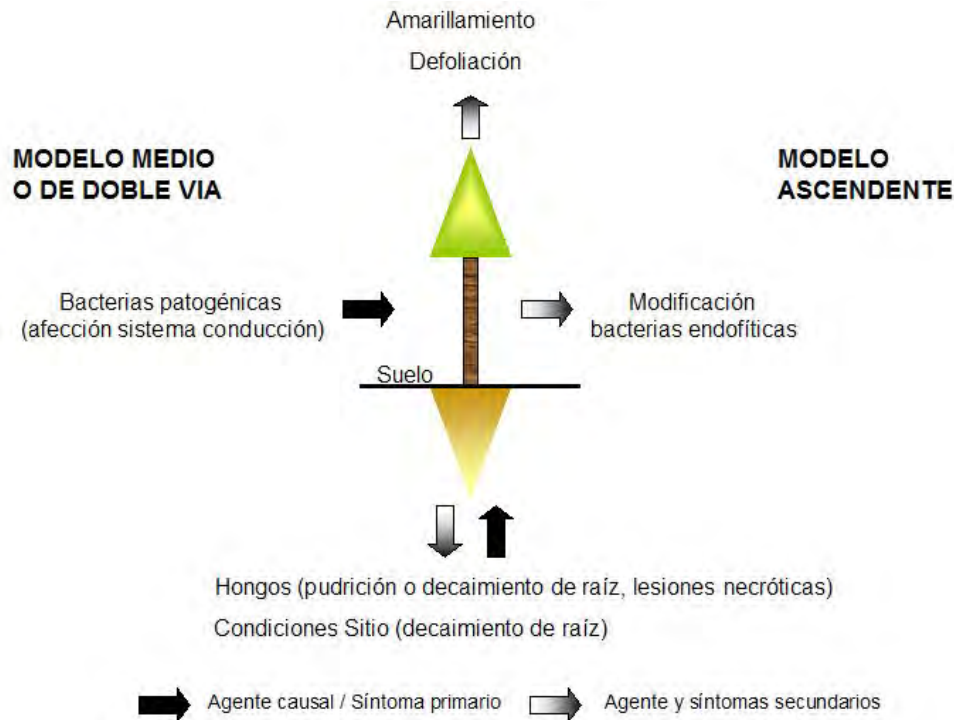 Amarillamiento
Defoliación
MODELO MEDIO
O DE DOBLE VIA
MODELO
ASCENDENTE
Bacterias patogénicas
(afección sistema conducción)
Modificación
bacterias endofíticas
Suelo
Hongos (pudrición o decaimiento de raíz, lesiones necróticas)
Condiciones Sitio (decaimiento de raíz)
Agente causal / Síntoma primario
Agente y síntomas secundarios